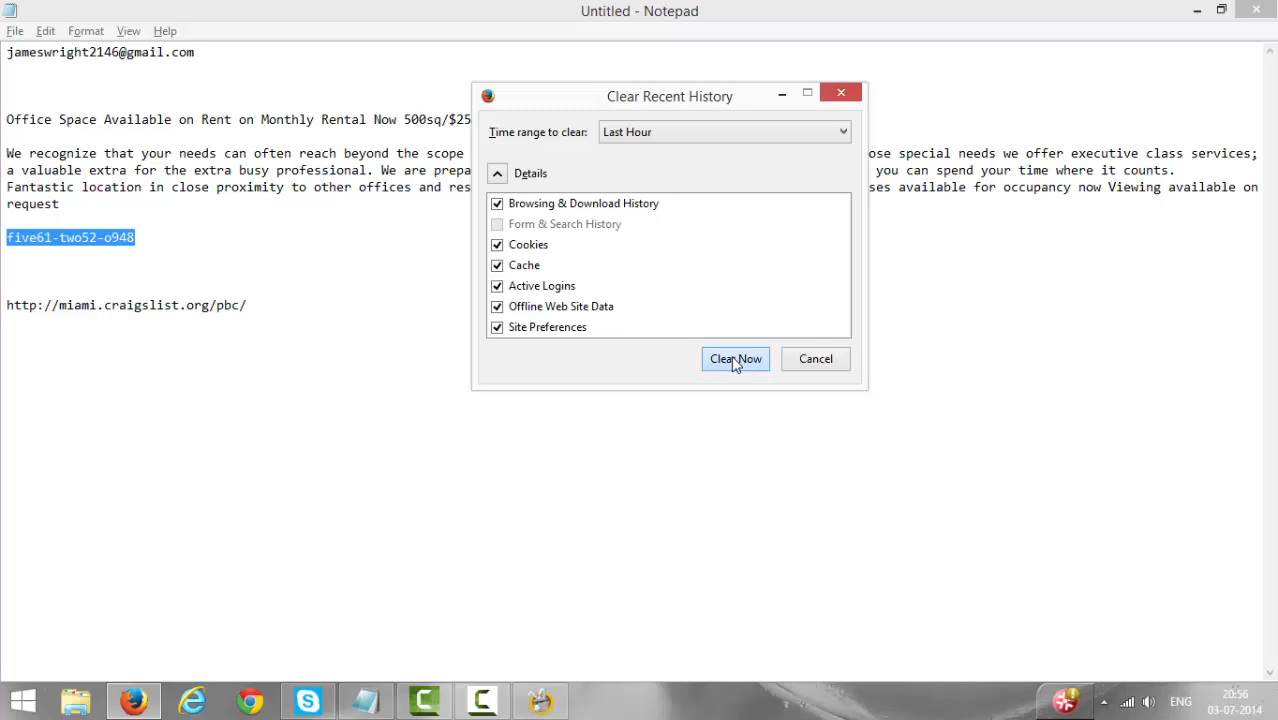 Untitled - Notepad
File Edit Format View Help
jameswright2146@gmail.com
Clear Recent History
Office Space Available on Rent on Monthly Rental Now 500sq/$25
Time range to clear: Last Hour
We recognize that your needs can often reach beyond the scope ose special needs we offer executive class services;
a valuable extra for the extra busy professional. We are prepa you can spend your time where it counts.
Details
Fantastic location in close proximity to other offices and res ses available for occupancy now Viewing available on
request
Browsing & Download History
Form & Search History
five61-two52-o948
Cookies
Cache
Active Logins
http://miami.craigslist.org/pbc/
Offline Web Site Data
Site Preferences
Clear Now Cancel
ENG
20:56
03-07-2014